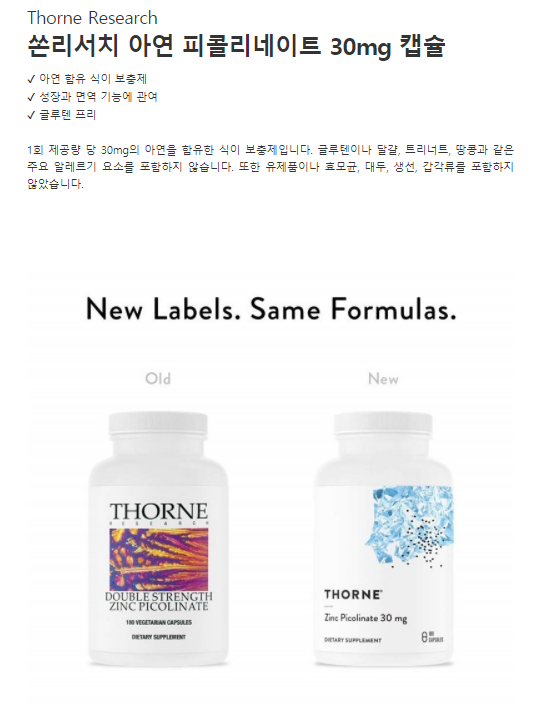 Thorne Research
쏜리서치 아연 피콜리네이트 30mg 캡슐
✓ 아연 함유 식이 보충제
✓ 성장과 면역 기능에 관여
✓ 글루텐 프리
1회 제공량 당 30mg의 아연을 함유한 식이 보충제입니다. 글루텐이나 달걀, 트리너트, 땅콩과 같은
주요 알레르기 요소를 포함하지 않습니다. 또한 유제품이나 효모균, 대두, 생선, 갑각류를 포함하지
않았습니다.
New Labels. Same Formulas.
Old
New
THORNE
RESEARCH
DOUBLE STRENGTH
ZINC PICOLINATE
180 VEGETARIAN CAPSULES
DIETARY SUPPLEMENT
THORNE®
Zinc Picolinate 30 mg
DIETARY SUPPLEMENT
180
CAPSULES